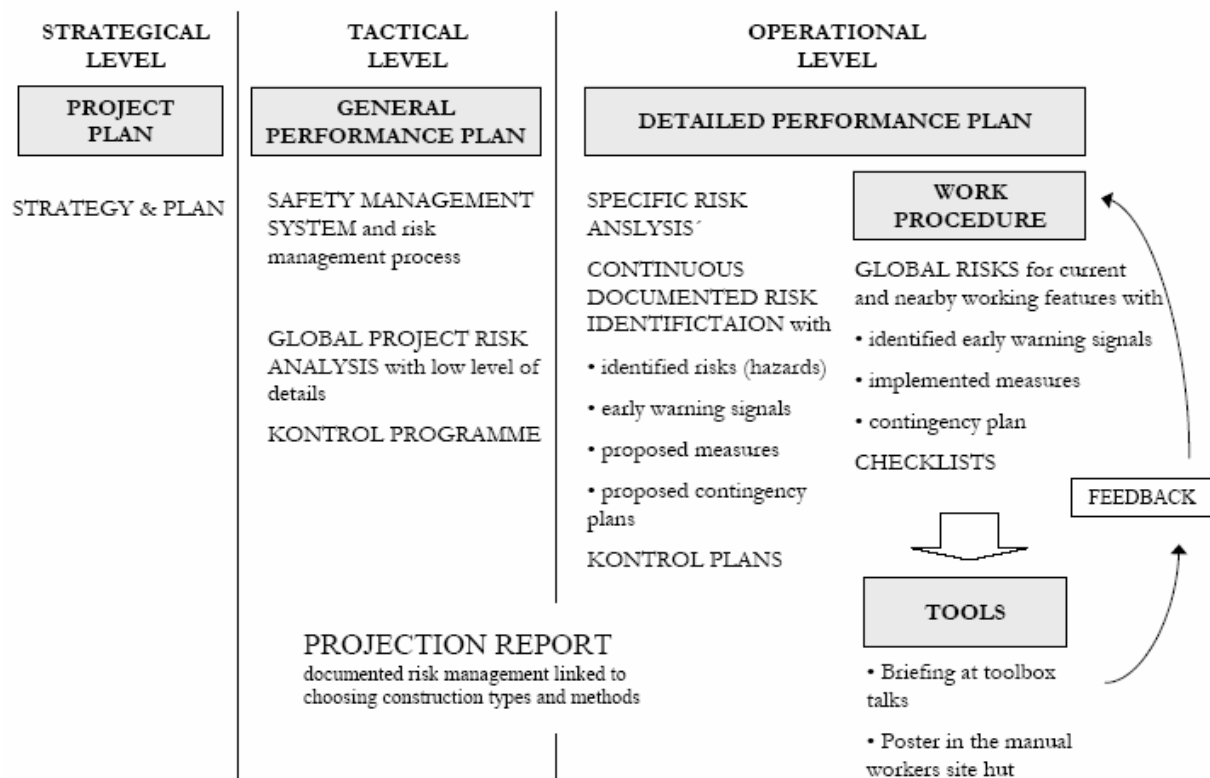 STRATEGICAL
LEVEL
PROJECT
PLAN
STRATEGY & PLAN
TACTICAL
LEVEL
GENERAL
PERFORMANCE PLAN
SAFETY MANAGEMENT
SYSTEM and risk
management process
GLOBAL PROJECT RISK
ANALYSIS with low level of
details
KONTROL PROGRAMME
OPERATIONAL
LEVEL
DETAILED PERFORMANCE PLAN
SPECIFIC RISK
ANSLYSIS´
CONTINUOUS
DOCUMENTED RISK
IDENTIFICTAION with
• identified risks (hazards)
• early warning signals
• proposed measures
• proposed contingency
plans
KONTROL PLANS
WORK
PROCEDURE
GLOBAL RISKS for current
and nearby working features with
• identified early warning signals
• implemented measures
• contingency plan
CHECKLISTS
FEEDBACK
TOOLS
• Briefing at toolbox
talks
• Poster in the manual
workers site hut
PROJECTION REPORT
documented risk management linked to
choosing construction types and methods